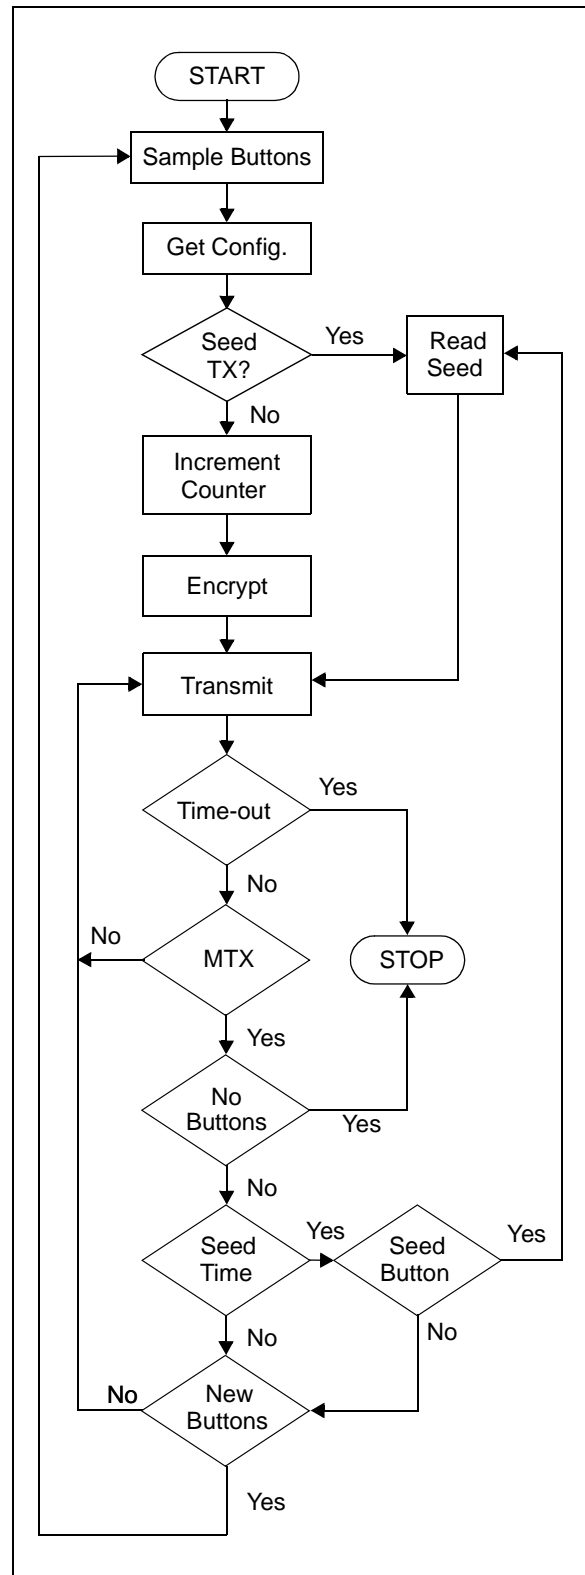 START
Sample Buttons
Get Config.
Seed
TX?
Yes
Read
Seed
No
Increment
Counter
Encrypt
Transmit
Time-out
Yes
No
No
MTX
STOP
Yes
No
Buttons
Yes
No
Seed
Time
Yes
Seed
Button
Yes
No
No
No
New
Buttons
Yes